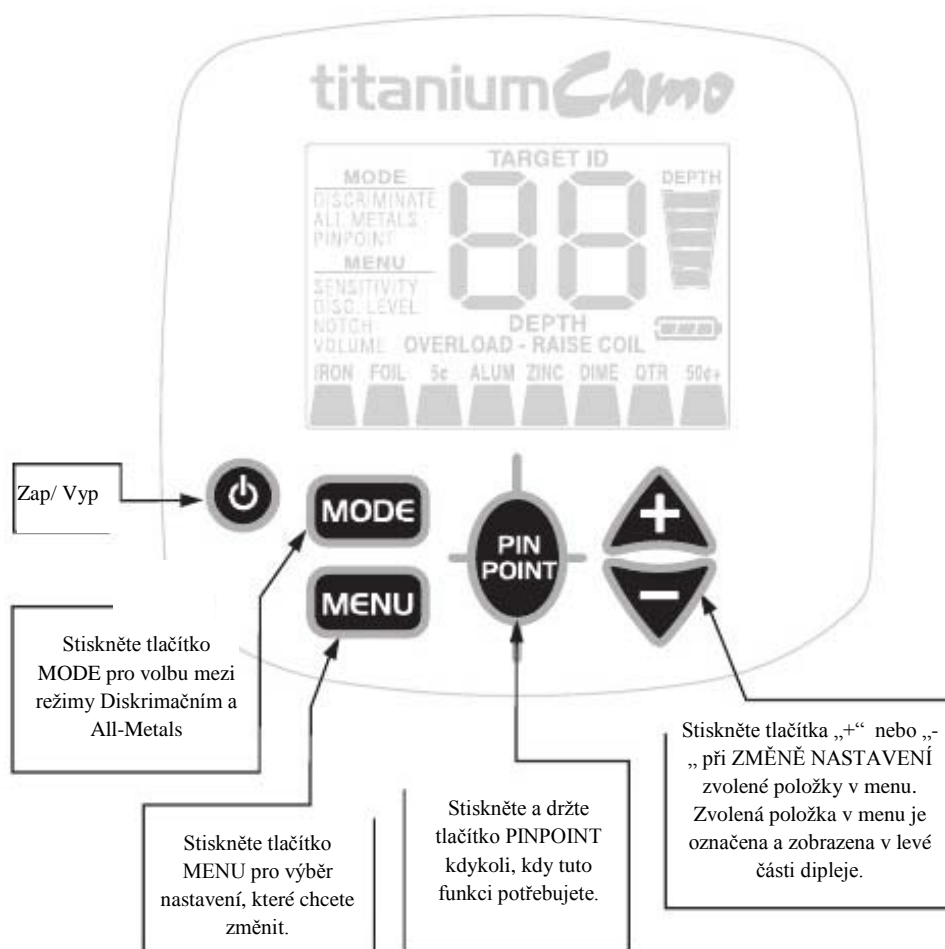 titanium Camo
TARGET ID
MODE
DEPTH
DISCRIMINATE
ALL METALS
PINPOINT
MENU
SENSITIVITY
DISC. LEVEL
NOTCH
VOLUME
88
DEPTH
OVERLOAD - RAISE COIL
IRON FOIL 5¢ ALUM ZINC DIME QTR 50¢+
Zap/ Vyp
MODE
MENU
PIN
POINT
+
−
Stiskněte tlačítko
MODE pro volbu mezi
režimy Diskrimačním a
All-Metals
Stiskněte tlačítko
MENU pro výběr
nastavení, které chcete
změnit.
Stiskněte a držte
tlačítko PINPOINT
kdykoli, kdy tuto
funkci potřebujete.
Stiskněte tlačítka „+“ nebo „-
„ při ZMĚNĚ NASTAVENÍ
zvolené položky v menu.
Zvolená položka v menu je
označena a zobrazena v levé
části dipleje.